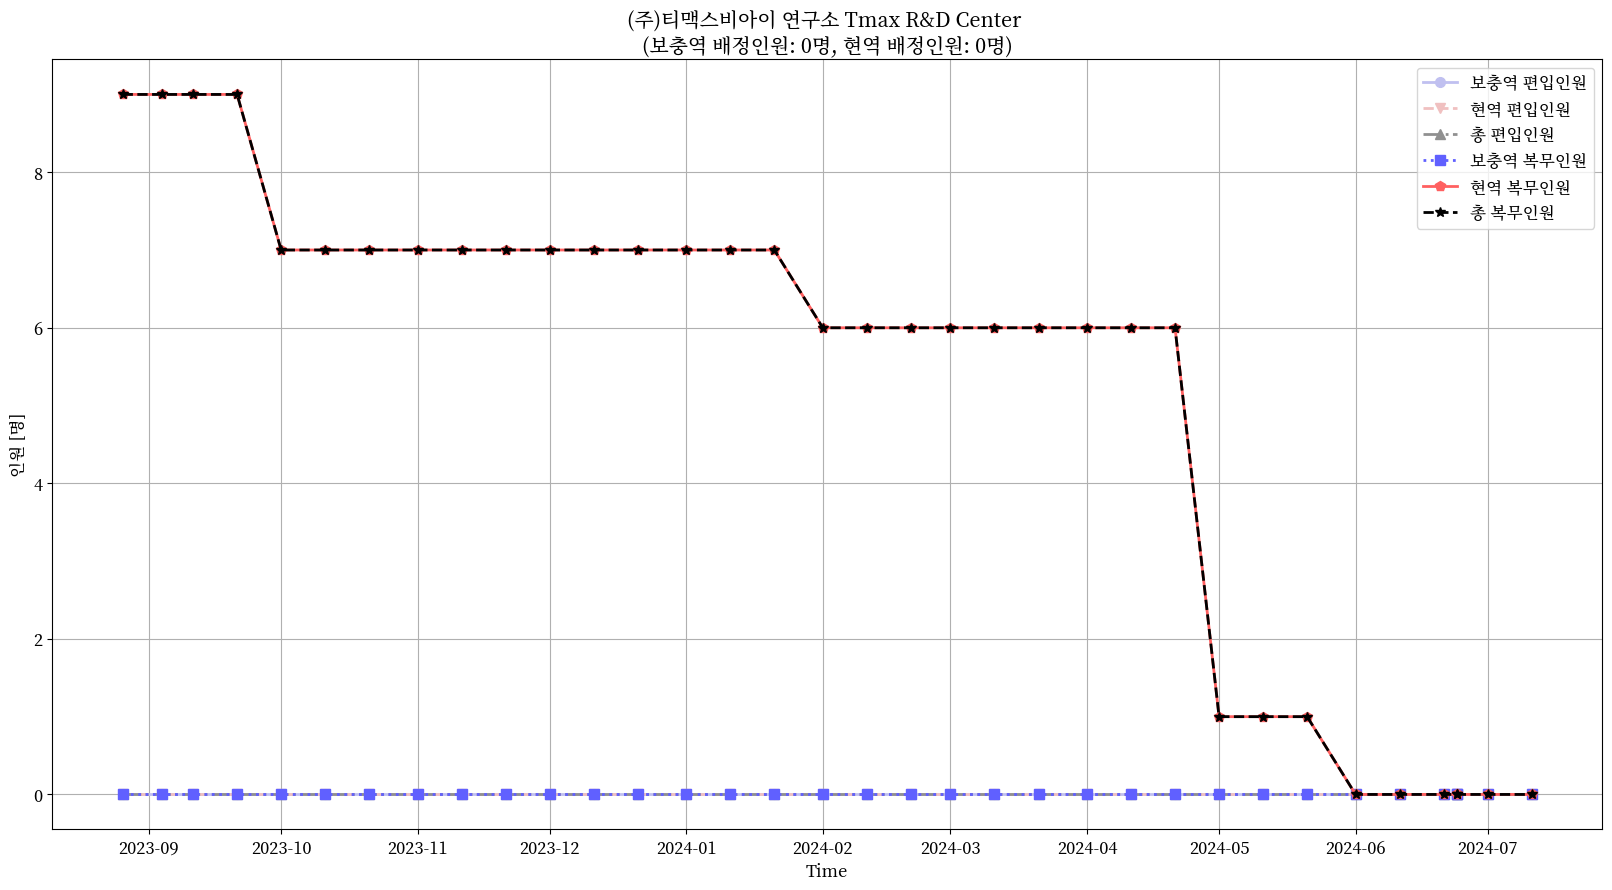 (주)티맥스비아이 연구소 Tmax R&D Center
(보충역 배정인원: 0명, 현역 배정인원: 0명)
보충역 편입인원
현역 편입인원
총 편입인원
보충역 복무인원
현역 복무인원
총 복무인원
인원 [명]
8
6
4
2
0
2023-09 2023-10 2023-11 2023-12 2024-01 2024-02 2024-03 2024-04 2024-05 2024-06 2024-07
Time